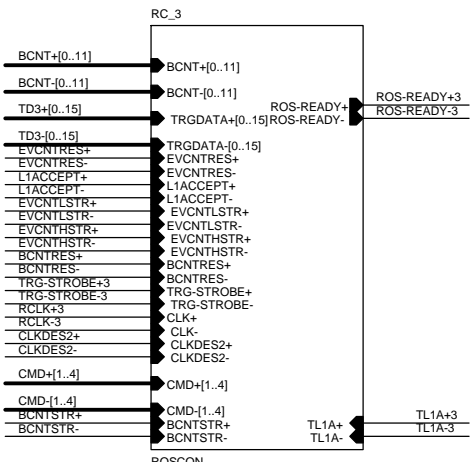 RC_3
BCNT+[0..11]
BCNT+[0..11]
BCNT-[0..11]
BCNT-[0..11]
ROS-READY+3
TD3+[0..15]
ROS-READY+
ROS-READY-3
TRGDATA+[0..15]
ROS-READY-
TD3-[0..15]
TRGDATA-[0..15]
EVCNTRES+
EVCNTRES+
EVCNTRES-
EVCNTRES-
L1ACCEPT+
L1ACCEPT+
L1ACCEPT-
L1ACCEPT-
EVCNTLSTR+
EVCNTLSTR+
EVCNTLSTR-
EVCNTLSTR-
EVCNTHSTR+
EVCNTHSTR+
EVCNTHSTR-
EVCNTHSTR-
BCNTRES+
BCNTRES+
BCNTRES-
BCNTRES-
TRG-STROBE+3
TRG-STROBE+
TRG-STROBE-3
TRG-STROBE-
RCLK+3
CLK+
RCLK-3
CLK-
CLKDES2+
CLKDES2+
CLKDES2-
CLKDES2-
CMD+[1..4]
CMD+[1..4]
CMD-[1..4]
CMD-[1..4]
BCNTSTR+
BCNTSTR+
TL1A+
TL1A+3
BCNTSTR-
BCNTSTR-
TL1A-
TL1A-3
ROSCON